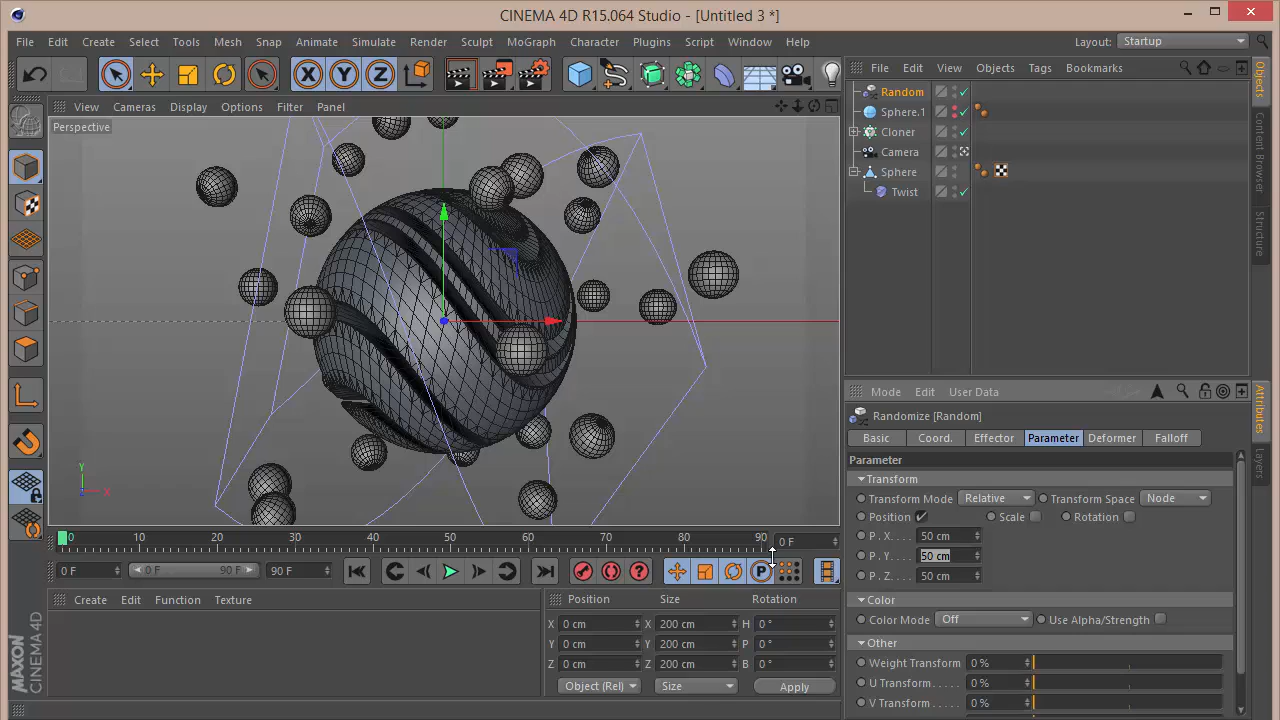 CINEMA 4D R15.064 Studio - [Untitled 3 *]
File Edit Create Select Tools Mesh Snap Animate Simulate Render Sculpt MoGraph Character Plugins Script Window Help
Layout: Startup
X Y Z
File Edit View Objects Tags Bookmarks
View Cameras Display Options Filter Panel
Perspective
Random
Sphere.1
Cloner
Camera
Sphere
Twist
Objects
Content Browser
Structure
Y
X
Mode Edit User Data
Randomize [Random]
Basic Coord. Effector Parameter Deformer Falloff
Parameter
Transform
Transform Mode Relative Transform Space Node
Position Scale Rotation
P . X. . . . 50 cm
P . Y. . . . 50 cm
P . Z. . . . 50 cm
Color
Color Mode Off Use Alpha/Strength
Other
Weight Transform 0 %
U Transform. . . . . 0 %
V Transform. . . . . 0 %
Attributes
Layers
0 10 20 30 40 50 60 70 80 90 0 F
0 F 0 F 90 F 90 F
P
Create Edit Function Texture
Position Size Rotation
X 0 cm X 200 cm H 0 °
Y 0 cm Y 200 cm P 0 °
Z 0 cm Z 200 cm B 0 °
Object (Rel) Size Apply
MAXON
CINEMA 4D